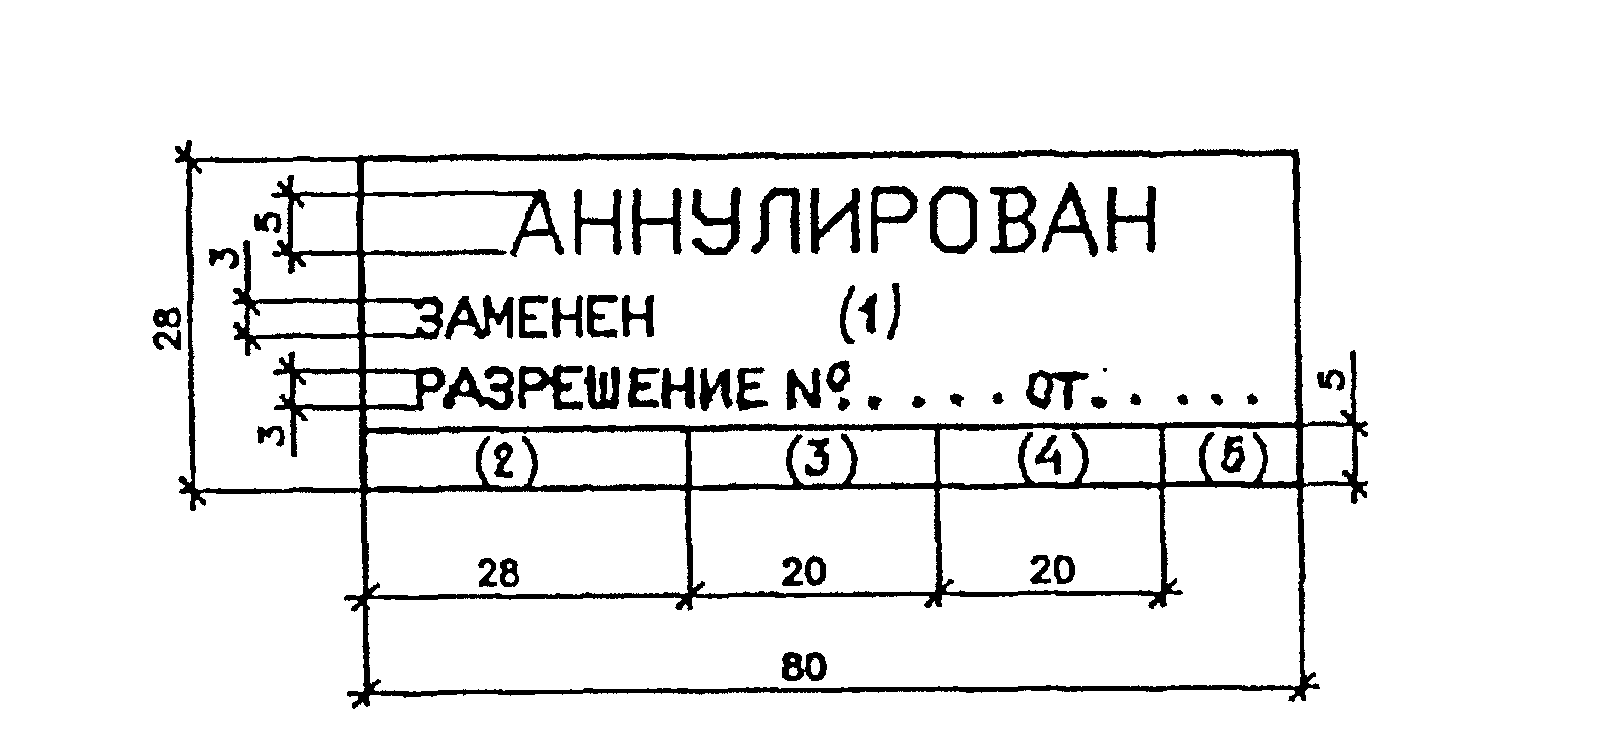 АННУЛИРОВАН
5
3
ЗАМЕНЕН (1)
28
РАЗРЕШЕНИЕ № . . . . . от . . . . . .
5
3
(2) (3) (4) (5)
28 20 20
80